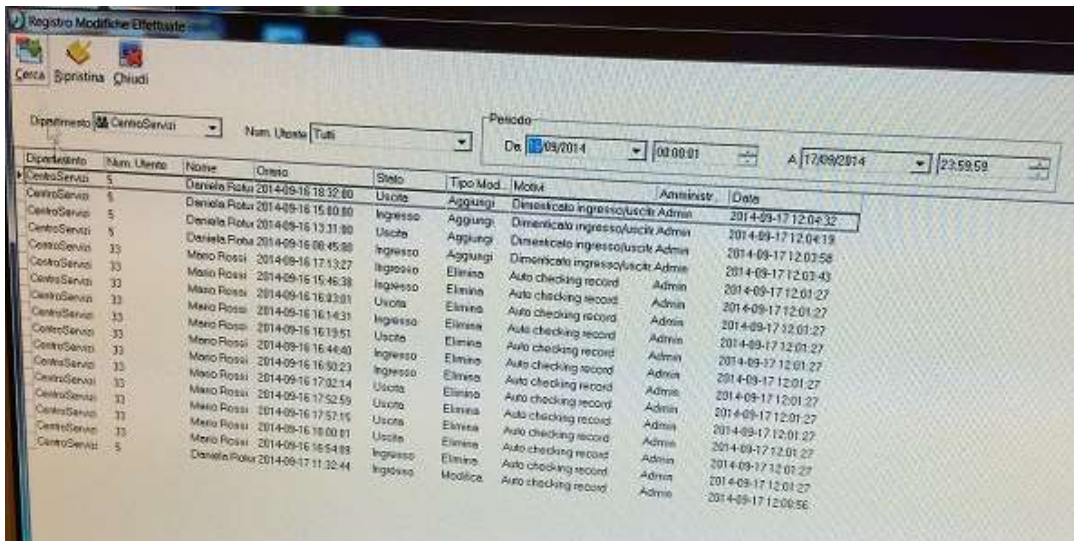 Registro Modifiche Effettuate
Cerca Ripristina Chiudi
Periodo
Dipartimento CentroServizi Num. Utente Tutti Da 09/2014 00:00:01 A 17/09/2014 23:59:59
Dipartimento Num. Utente Nome Orario Stato Tipo Mod... Motivi Amministr... Data
CentroServizi 5 Daniela 2014-09-16 18:32:00 Uscita Aggiungi Dimenticato ingresso/uscit Admin 2014-09-17 12:04:32
CentroServizi 5 Daniela 2014-09-16 15:00:00 Ingresso Aggiungi Dimenticato ingresso/uscit Admin 2014-09-17 12:04:19
CentroServizi 5 Daniela 2014-09-16 13:31:00 Uscita Aggiungi Dimenticato ingresso/uscit Admin 2014-09-17 12:03:58
CentroServizi 5 Daniela 2014-09-16 08:45:00 Ingresso Aggiungi Dimenticato ingresso/uscit Admin 2014-09-17 12:03:43
CentroServizi 33 Mario Rossi 2014-09-16 17:13:27 Ingresso Elimina Auto checking record Admin 2014-09-17 12:01:27
CentroServizi 33 Mario Rossi 2014-09-16 15:46:38 Ingresso Elimina Auto checking record Admin 2014-09-17 12:01:27
CentroServizi 33 Mario Rossi 2014-09-16 16:03:01 Uscita Elimina Auto checking record Admin 2014-09-17 12:01:27
CentroServizi 33 Mario Rossi 2014-09-16 16:14:31 Ingresso Elimina Auto checking record Admin 2014-09-17 12:01:27
CentroServizi 33 Mario Rossi 2014-09-16 16:19:51 Uscita Elimina Auto checking record Admin 2014-09-17 12:01:27
CentroServizi 33 Mario Rossi 2014-09-16 16:44:40 Ingresso Elimina Auto checking record Admin 2014-09-17 12:01:27
CentroServizi 33 Mario Rossi 2014-09-16 16:50:23 Ingresso Elimina Auto checking record Admin 2014-09-17 12:01:27
CentroServizi 33 Mario Rossi 2014-09-16 17:02:14 Uscita Elimina Auto checking record Admin 2014-09-17 12:01:27
CentroServizi 33 Mario Rossi 2014-09-16 17:52:59 Uscita Elimina Auto checking record Admin 2014-09-17 12:01:27
CentroServizi 33 Mario Rossi 2014-09-16 17:57:15 Elimina Auto checking record Admin 2014-09-17 12:01:27
CentroServizi 33 Mario Rossi 2014-09-16 18:00:01 Uscita Elimina Auto checking record Admin 2014-09-17 12:01:27
CentroServizi 33 Mario Rossi 2014-09-16 16:54:09 Ingresso Elimina Auto checking record Admin 2014-09-17 12:01:27
CentroServizi 5 Daniela 2014-09-17 11:32:44 Ingresso Modifica Auto checking record Admin 2014-09-17 12:00:56